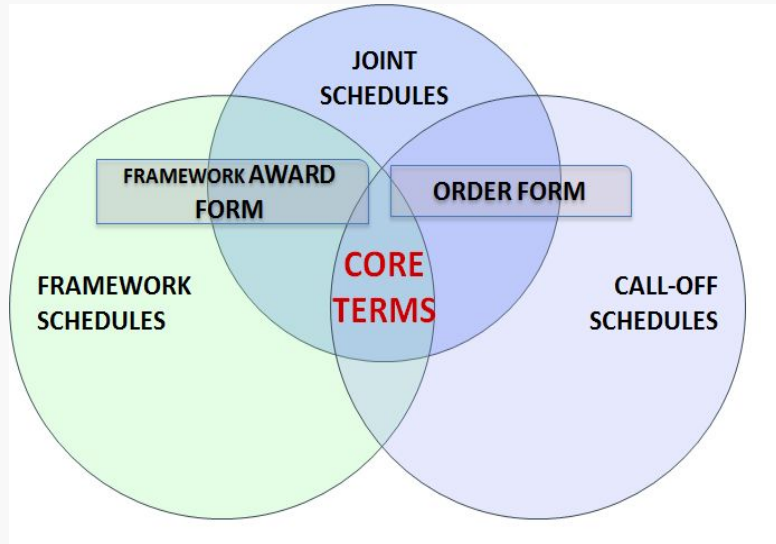 JOINT
SCHEDULES
FRAMEWORK AWARD
FORM
ORDER FORM
CORE
TERMS
FRAMEWORK
SCHEDULES
CALL-OFF
SCHEDULES